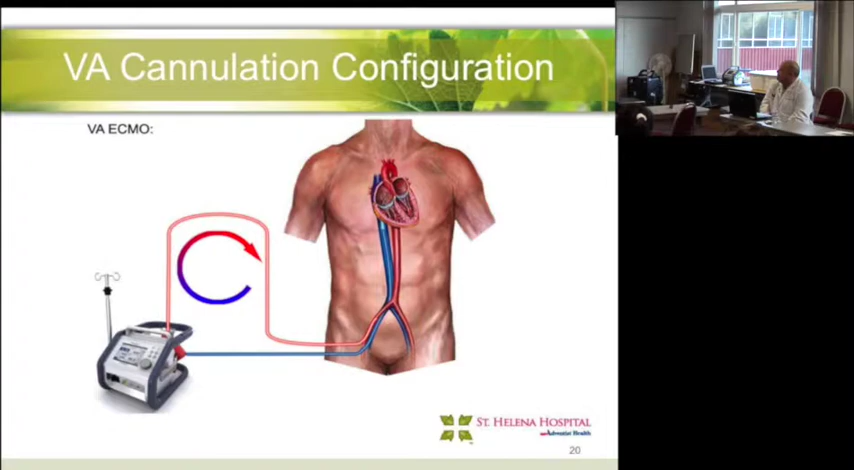 VA Cannulation Configuration
VA ECMO:
ST. HELENA HOSPITAL
Adventist Health
20